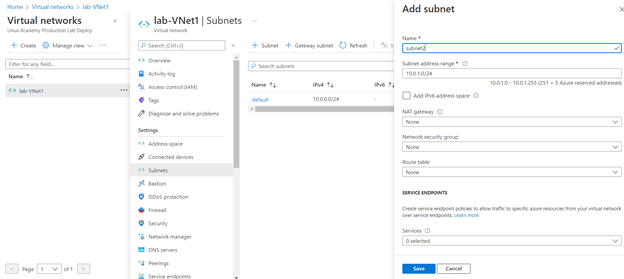 Home > Virtual networks > lab-VNet1
Virtual networks
Linux Academy Production Lab Deploy
Create
Manage view
Filter for any field...
Name
lab-VNet1
Page 1 of 1
lab-VNet1 | Subnets
Virtual network
Search (Ctrl+/)
Overview
Activity log
Access control (IAM)
Tags
Diagnose and solve problems
Settings
Address space
Connected devices
Subnets
Bastion
DDoS protection
Firewall
Security
Network manager
DNS servers
Peerings
Service endpoints
+ Subnet
+ Gateway subnet
Refresh
Search subnets
Name IPv4 IPv6
default 10.0.0.0/24 -
Add subnet
Name *
subnet2
Subnet address range *
10.0.1.0/24
10.0.1.0 - 10.0.1.255 (251 + 5 Azure reserved addresses)
Add IPv6 address space
NAT gateway
None
Network security group
None
Route table
None
SERVICE ENDPOINTS
Create service endpoint policies to allow traffic to specific azure resources from your virtual network
over service endpoints. Learn more
Services
0 selected
Save Cancel